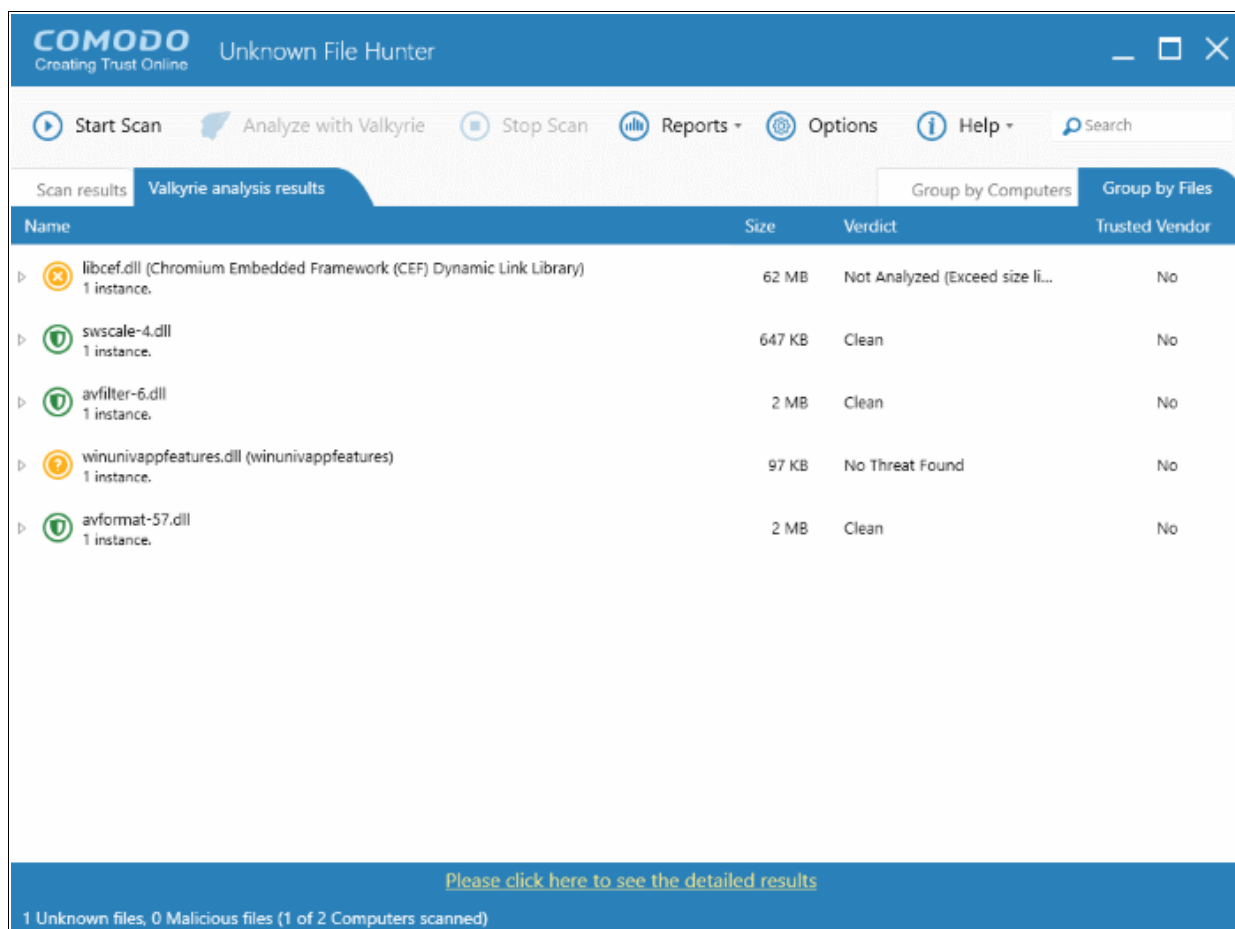 COMODO
Creating Trust Online
Unknown File Hunter
Start Scan
Analyze with Valkyrie
Stop Scan
Reports
Options
Help
Search
Scan results
Valkyrie analysis results
Group by Computers
Group by Files
Name
Size
Verdict
Trusted Vendor
libcef.dll (Chromium Embedded Framework (CEF) Dynamic Link Library)
1 instance.
62 MB
Not Analyzed (Exceed size li...
No
swscale-4.dll
1 instance.
647 KB
Clean
No
avfilter-6.dll
1 instance.
2 MB
Clean
No
winunivappfeatures.dll (winunivappfeatures)
1 instance.
97 KB
No Threat Found
No
avformat-57.dll
1 instance.
2 MB
Clean
No
Please click here to see the detailed results
1 Unknown files, 0 Malicious files (1 of 2 Computers scanned)